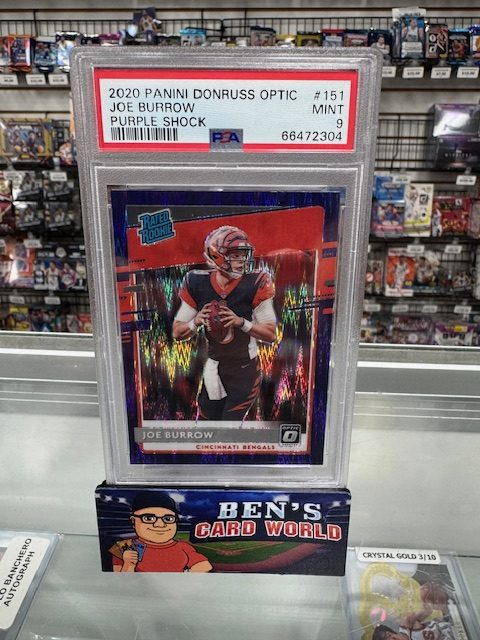 2020 PANINI DONRUSS OPTIC #151
JOE BURROW MINT
PURPLE SHOCK 9
PSA 66472304
RATED ROOKIE
JOE BURROW
OPTIC
CINCINNATI BENGALS
BEN'S
CARD WORLD
BANCHERO
AUTOGRAPH
CRYSTAL GOLD 3/10